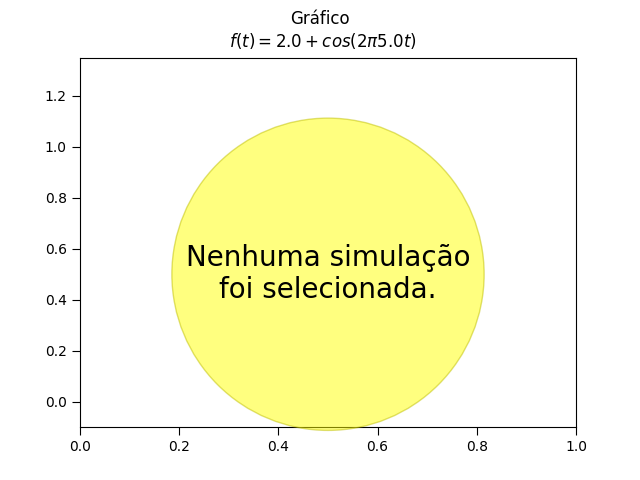 Gráfico
f(t) = 2.0 + cos(2π5.0t)
1.2
1.0
0.8
0.6
0.4
0.2
0.0
Nenhuma simulação
foi selecionada.
0.0 0.2 0.4 0.6 0.8 1.0